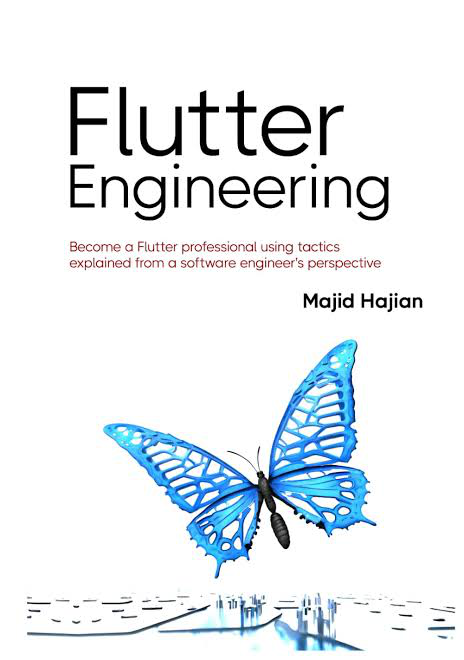 Flutter
Engineering
Become a Flutter professional using tactics
explained from a software engineer's perspective
Majid Hajian